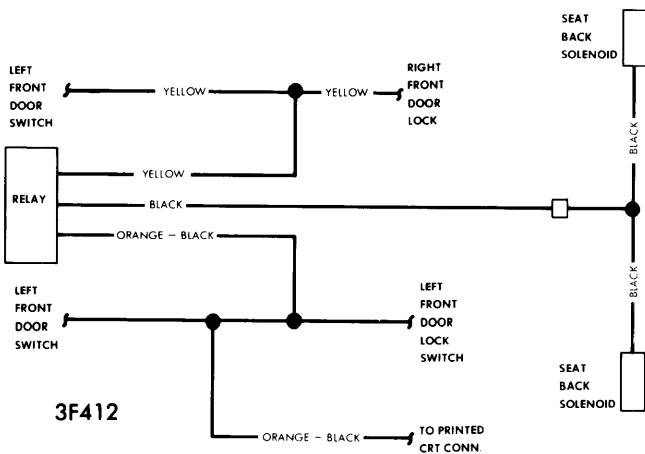 SEAT
BACK
SOLENOID
LEFT
FRONT
DOOR
SWITCH
YELLOW
YELLOW
RIGHT
FRONT
DOOR
LOCK
BLACK
RELAY
YELLOW
BLACK
ORANGE – BLACK
BLACK
LEFT
FRONT
DOOR
SWITCH
LEFT
FRONT
DOOR
LOCK
SWITCH
SEAT
BACK
SOLENOID
3F412
ORANGE – BLACK
TO PRINTED
CRT CONN.